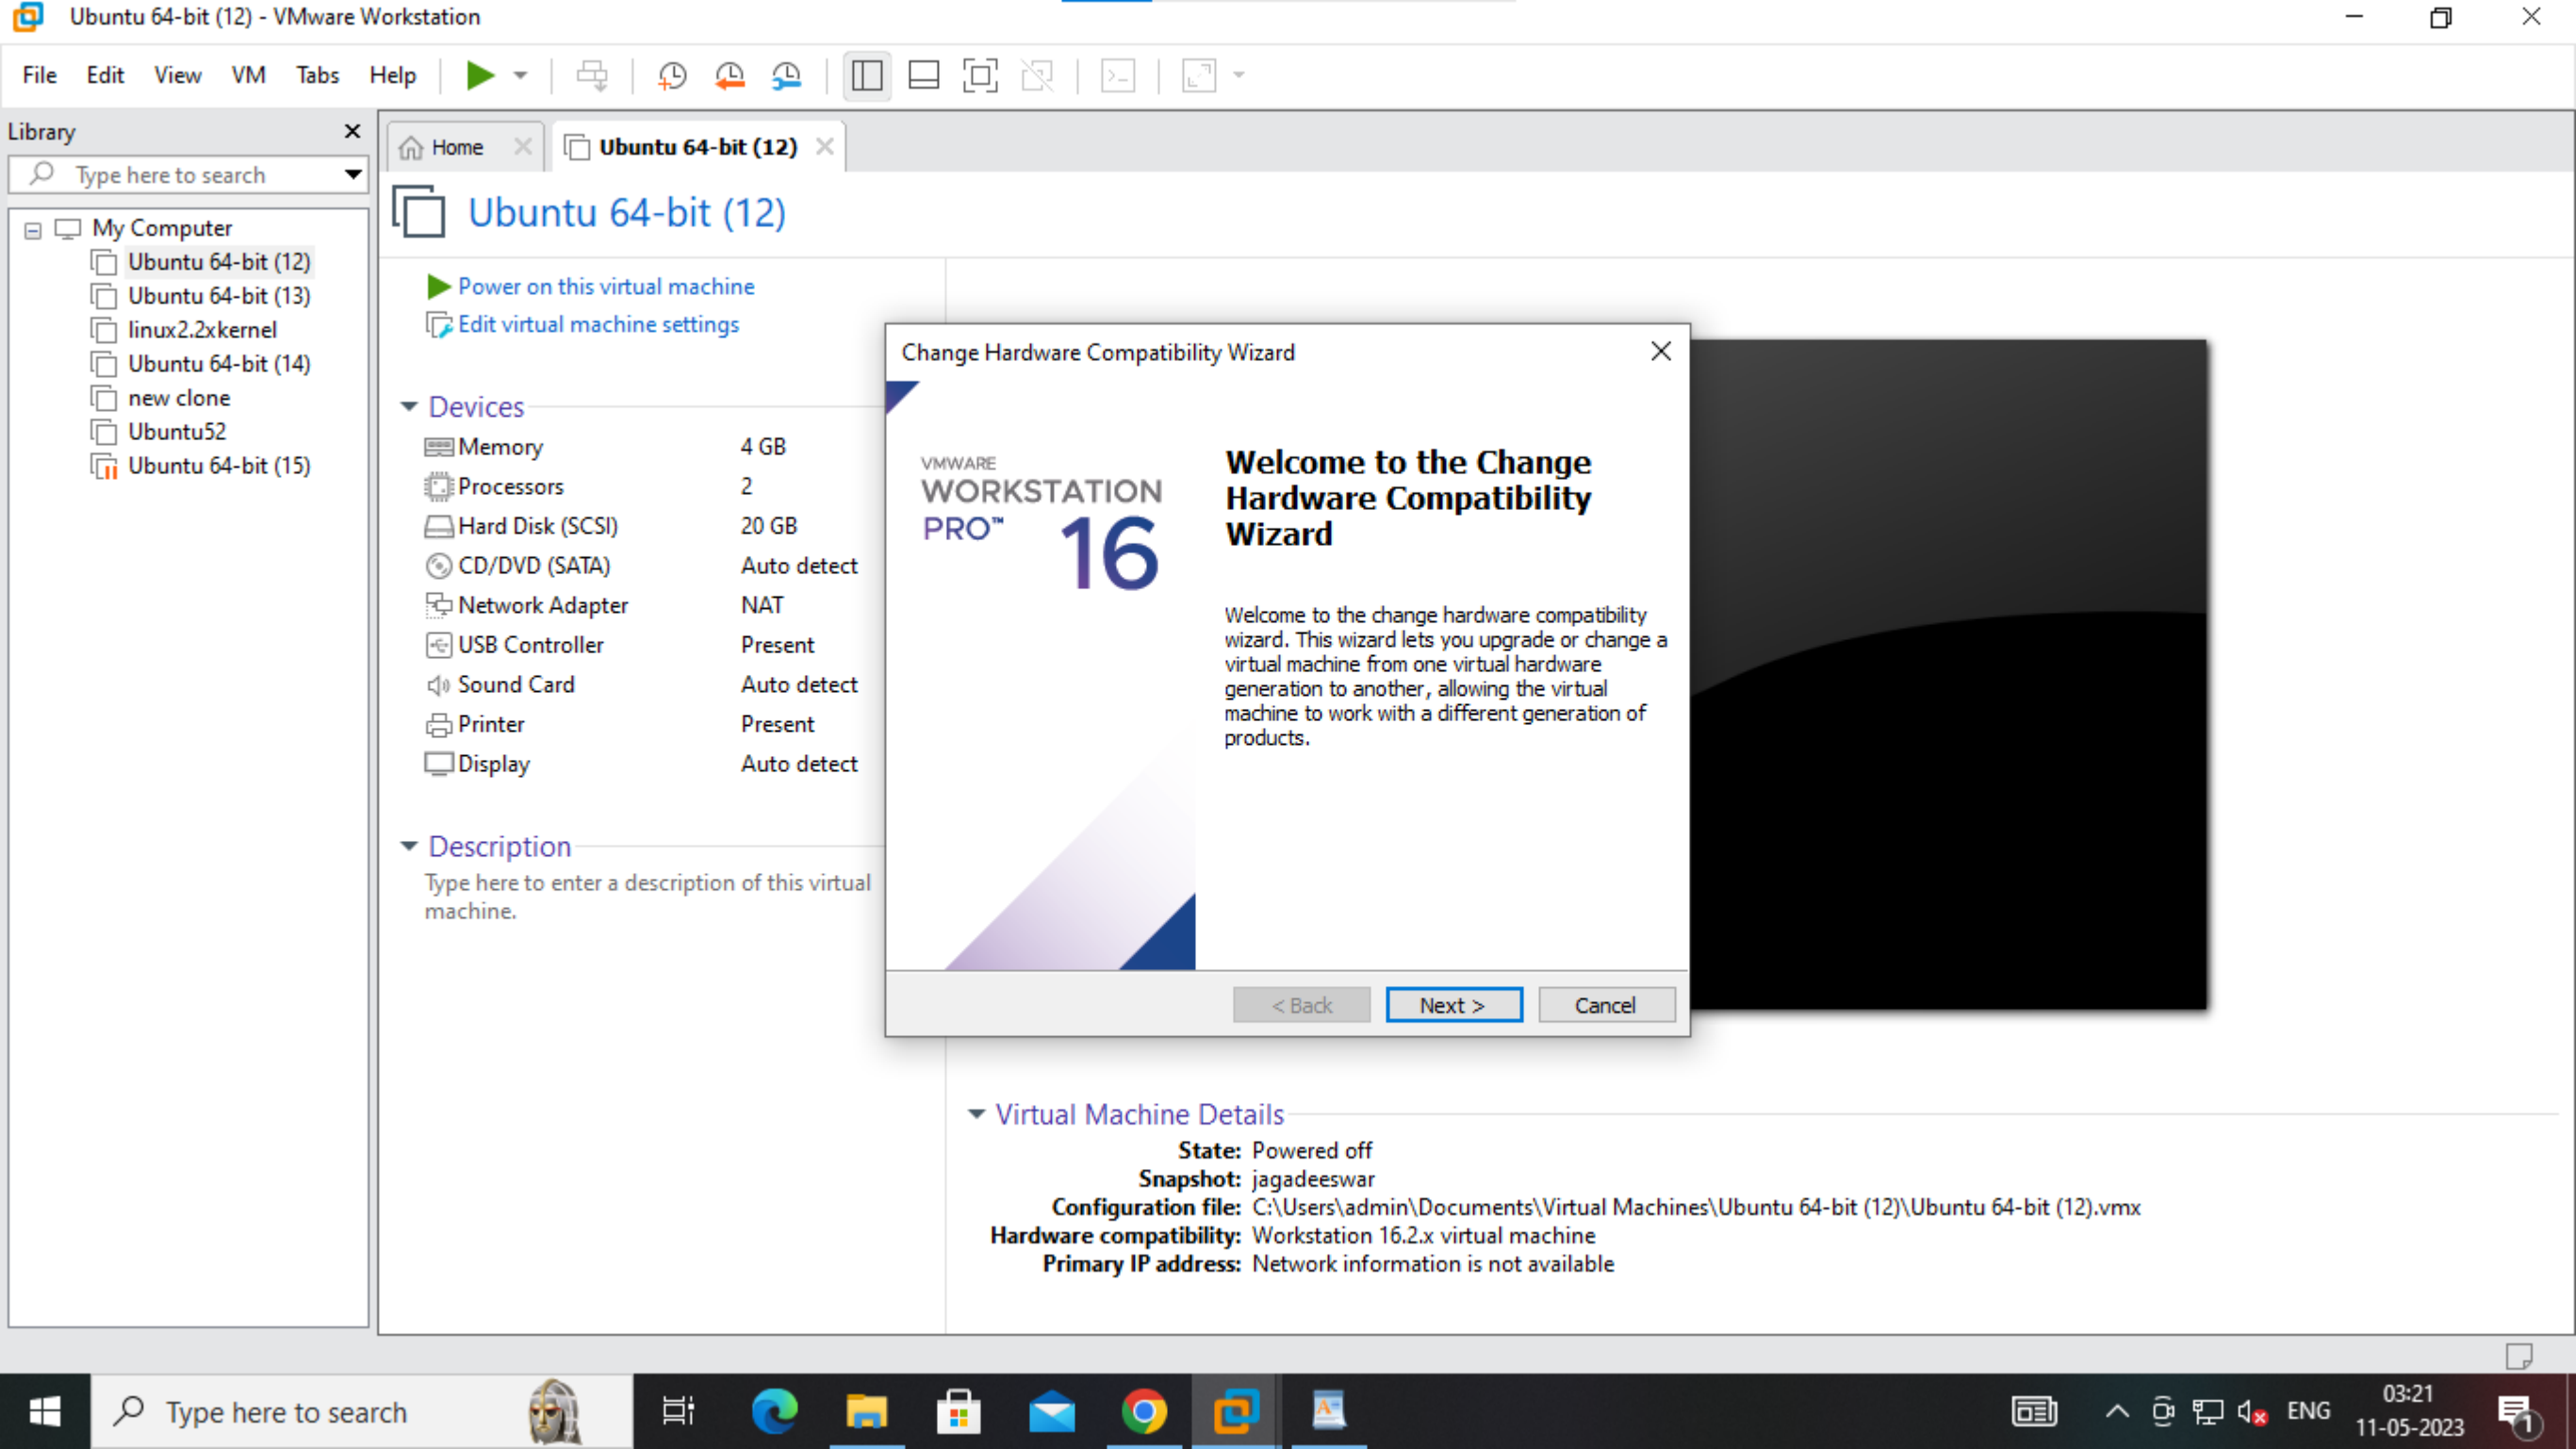 Ubuntu 64-bit (12) - VMware Workstation
File Edit View VM Tabs Help
Library
Type here to search
My Computer
Ubuntu 64-bit (12)
Ubuntu 64-bit (13)
linux2.2xkernel
Ubuntu 64-bit (14)
new clone
Ubuntu52
Ubuntu 64-bit (15)
Home
Ubuntu 64-bit (12)
Ubuntu 64-bit (12)
Power on this virtual machine
Edit virtual machine settings
Devices
Memory 4 GB
Processors 2
Hard Disk (SCSI) 20 GB
CD/DVD (SATA) Auto detect
Network Adapter NAT
USB Controller Present
Sound Card Auto detect
Printer Present
Display Auto detect
Description
Type here to enter a description of this virtual
machine.
Change Hardware Compatibility Wizard
VMWARE
WORKSTATION
PRO™ 16
Welcome to the Change
Hardware Compatibility
Wizard
Welcome to the change hardware compatibility
wizard. This wizard lets you upgrade or change a
virtual machine from one virtual hardware
generation to another, allowing the virtual
machine to work with a different generation of
products.
< Back Next > Cancel
Virtual Machine Details
State: Powered off
Snapshot: jagadeeswar
Configuration file: C:\Users\admin\Documents\Virtual Machines\Ubuntu 64-bit (12)\Ubuntu 64-bit (12).vmx
Hardware compatibility: Workstation 16.2.x virtual machine
Primary IP address: Network information is not available
Type here to search
ENG
03:21
11-05-2023
1